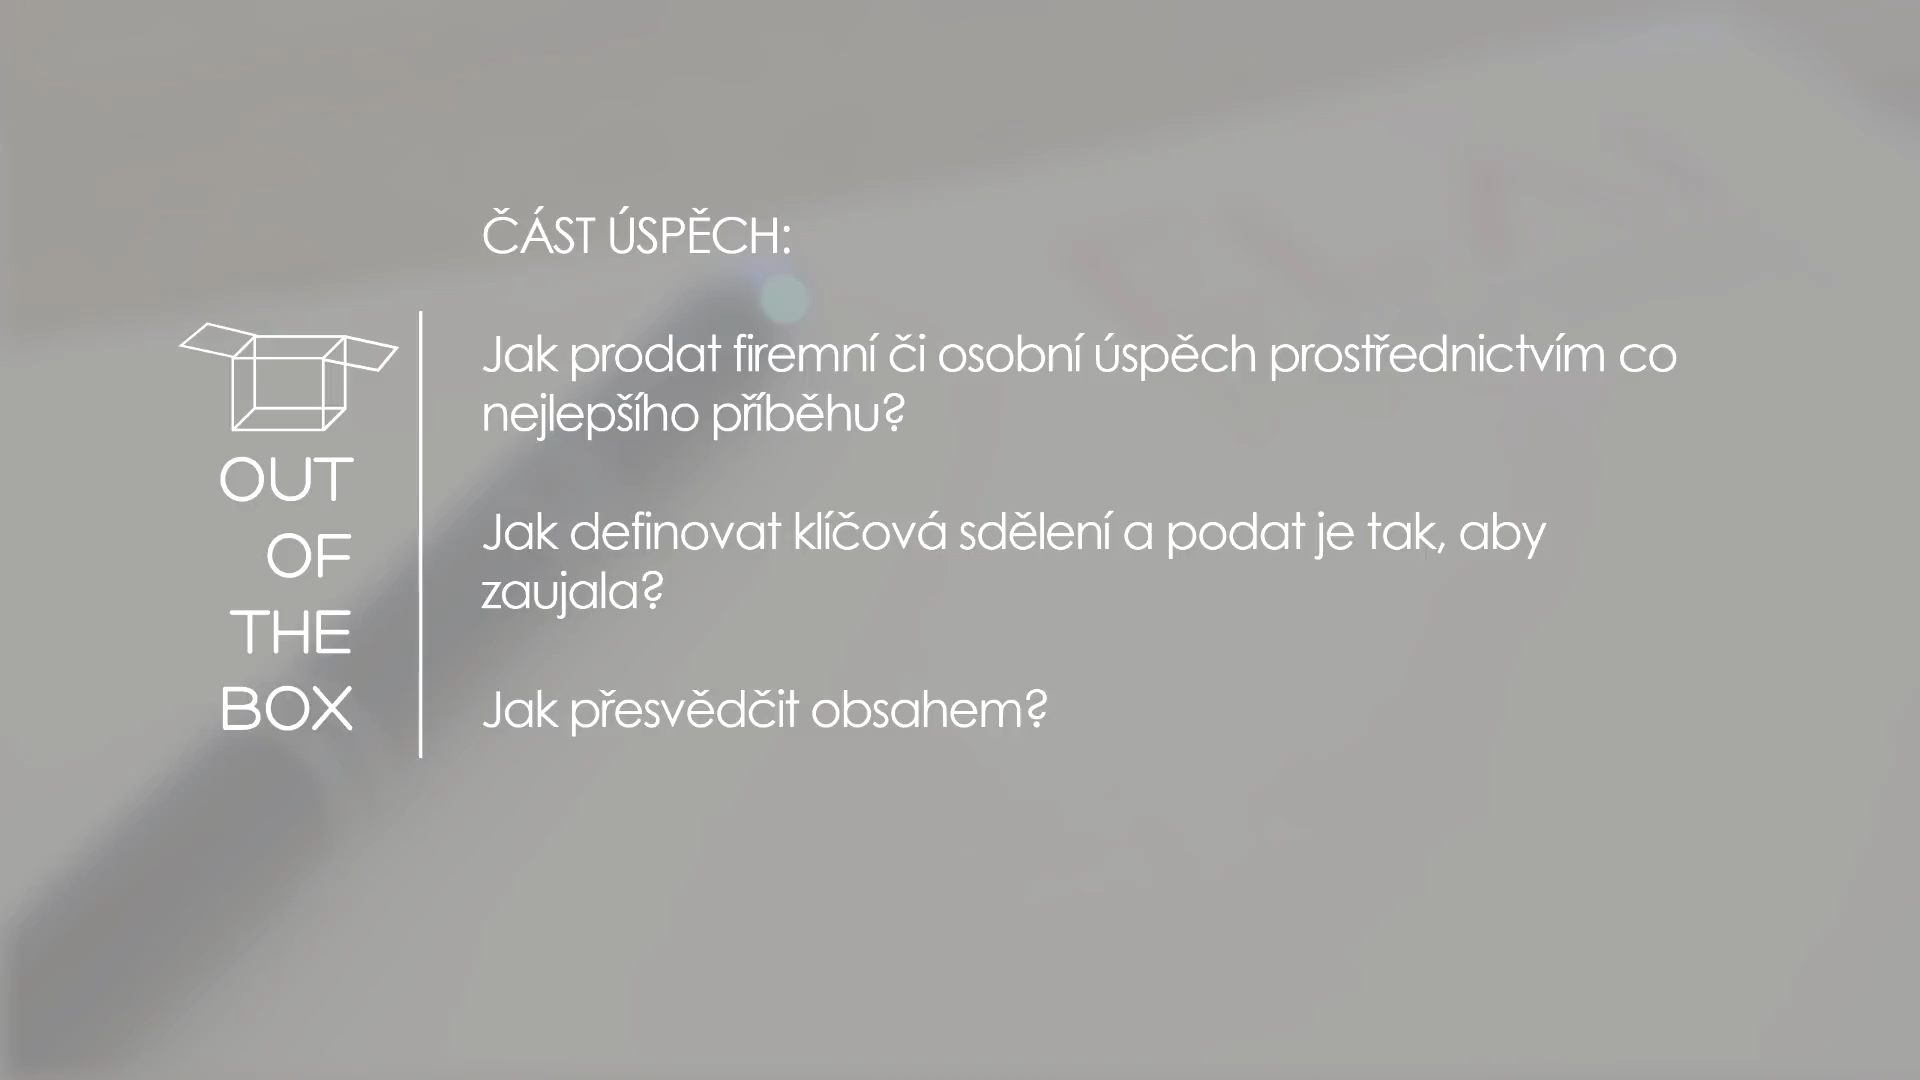 ČÁST ÚSPĚCH:
Jak prodat firemní či osobní úspěch prostřednictvím co
nejlepšího příběhu?
Jak definovat klíčová sdělení a podat je tak, aby
zaujala?
Jak přesvědčit obsahem?
OUT
OF
THE
BOX